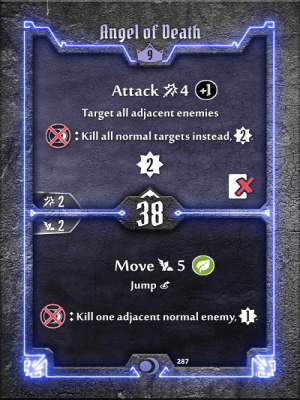 Angel of Death
9
Attack 4 +1
Target all adjacent enemies
: Kill all normal targets instead, 2.
2
2
38
2
Move 5
Jump
: Kill one adjacent normal enemy, 1.
287